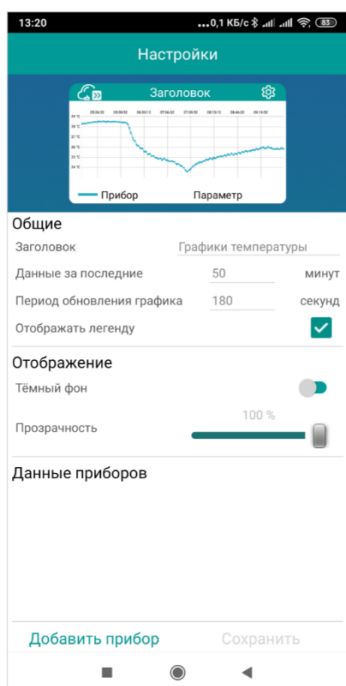 13:20 ...0,1 КБ/с 83
Настройки
Заголовок
Прибор Параметр
Общие
Заголовок Графики температуры
Данные за последние 50 минут
Период обновления графика 180 секунд
Отображать легенду
Отображение
Тёмный фон
100 %
Прозрачность
Данные приборов
Добавить прибор Сохранить